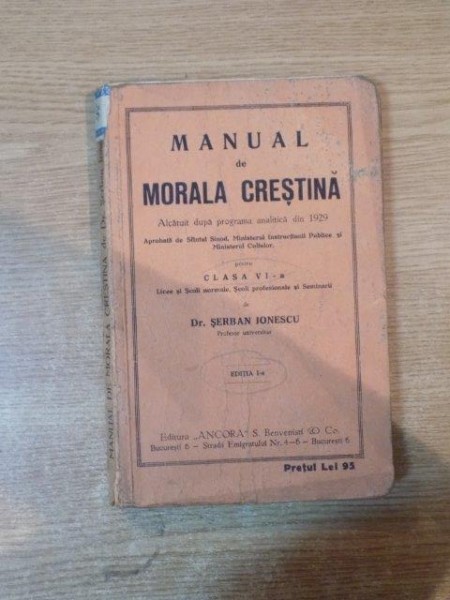 MANUAL
de
MORALA CREȘTINĂ
Alcătuit după programa analitică din 1929
Aprobată de Sfântul Sinod, Ministerul Instrucțiunii Publice și
Ministerul Cultelor.
pentru
CLASA VI-a
Licee și Școli normale, Școli profesionale și Seminarii
de
Dr. ȘERBAN IONESCU
Profesor universitar
EDIȚIA I-a
Editura „ANCORA" S. Benvenisti & Co.
București 6 — Strada Emigratului Nr. 4—6 — București 6
Prețul Lei 95
MANUAL DE MORALA CREȘTINA de Dr.